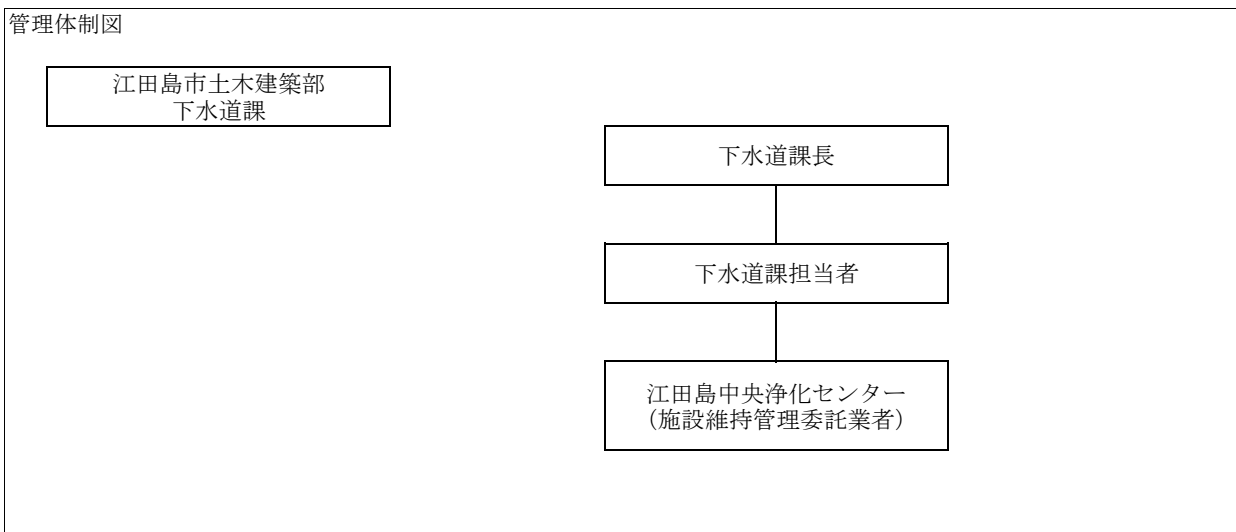 管理体制図
江田島市土木建築部
下水道課
下水道課長
下水道課担当者
江田島中央浄化センター
（施設維持管理委託業者）